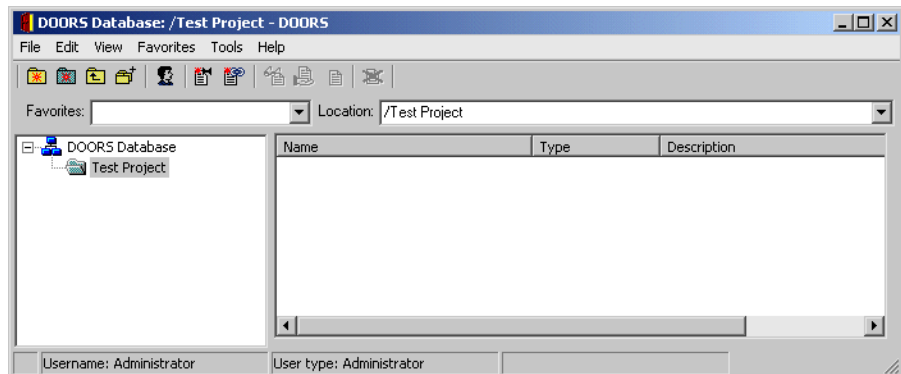 DOORS Database: /Test Project - DOORS
File Edit View Favorites Tools Help
Favorites: Location: /Test Project
DOORS Database
Test Project
Name Type Description
Username: Administrator User type: Administrator